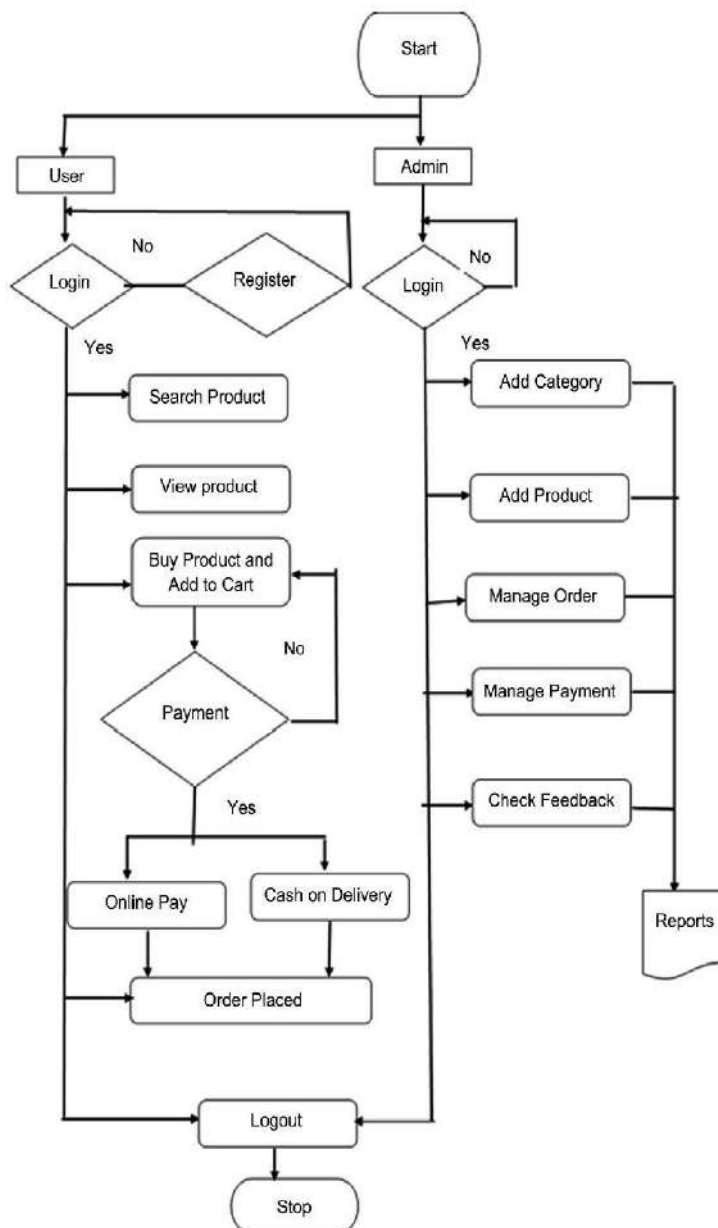 Start
User
Admin
No
Login
Register
No
Login
Yes
Yes
Search Product
Add Category
View product
Add Product
Buy Product and
Add to Cart
Manage Order
No
Payment
Manage Payment
Yes
Check Feedback
Online Pay
Cash on Delivery
Reports
Order Placed
Logout
Stop